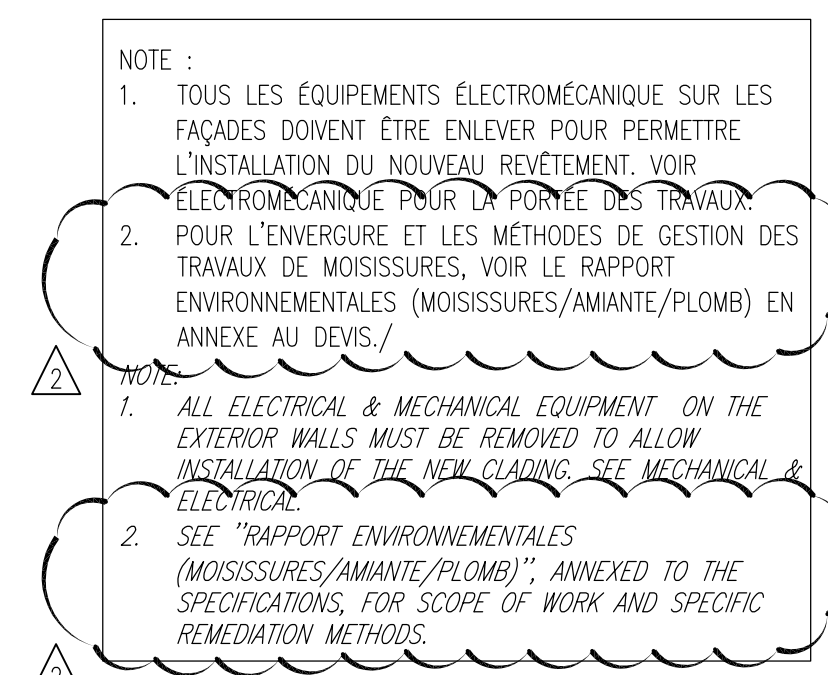 NOTE :
1. TOUS LES ÉQUIPEMENTS ÉLECTROMÉCANIQUE SUR LES
FAÇADES DOIVENT ÊTRE ENLEVER POUR PERMETTRE
L'INSTALLATION DU NOUVEAU REVÊTEMENT. VOIR
ÉLECTROMÉCANIQUE POUR LA PORTÉE DES TRAVAUX.
2. POUR L'ENVERGURE ET LES MÉTHODES DE GESTION DES
TRAVAUX DE MOISISSURES, VOIR LE RAPPORT
ENVIRONNEMENTALES (MOISISSURES/AMIANTE/PLOMB) EN
ANNEXE AU DEVIS./
2
NOTE:
1. ALL ELECTRICAL & MECHANICAL EQUIPMENT ON THE
EXTERIOR WALLS MUST BE REMOVED TO ALLOW
INSTALLATION OF THE NEW CLADING. SEE MECHANICAL &
ELECTRICAL.
2. SEE "RAPPORT ENVIRONNEMENTALES
(MOISISSURES/AMIANTE/PLOMB)", ANNEXED TO THE
SPECIFICATIONS, FOR SCOPE OF WORK AND SPECIFIC
REMEDIATION METHODS.
2